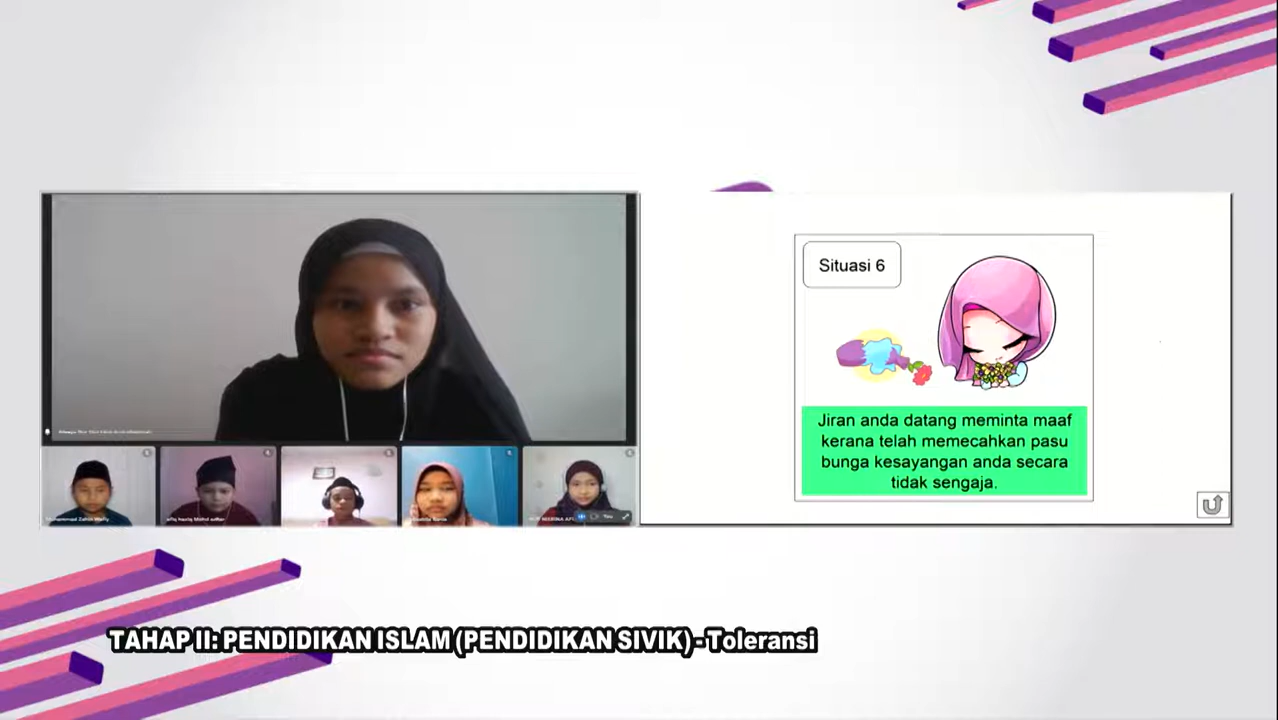 Situasi 6
Jiran anda datang meminta maaf
kerana telah memecahkan pasu
bunga kesayangan anda secara
tidak sengaja.
TAHAP II: PENDIDIKAN ISLAM (PENDIDIKAN SIVIK) - Toleransi